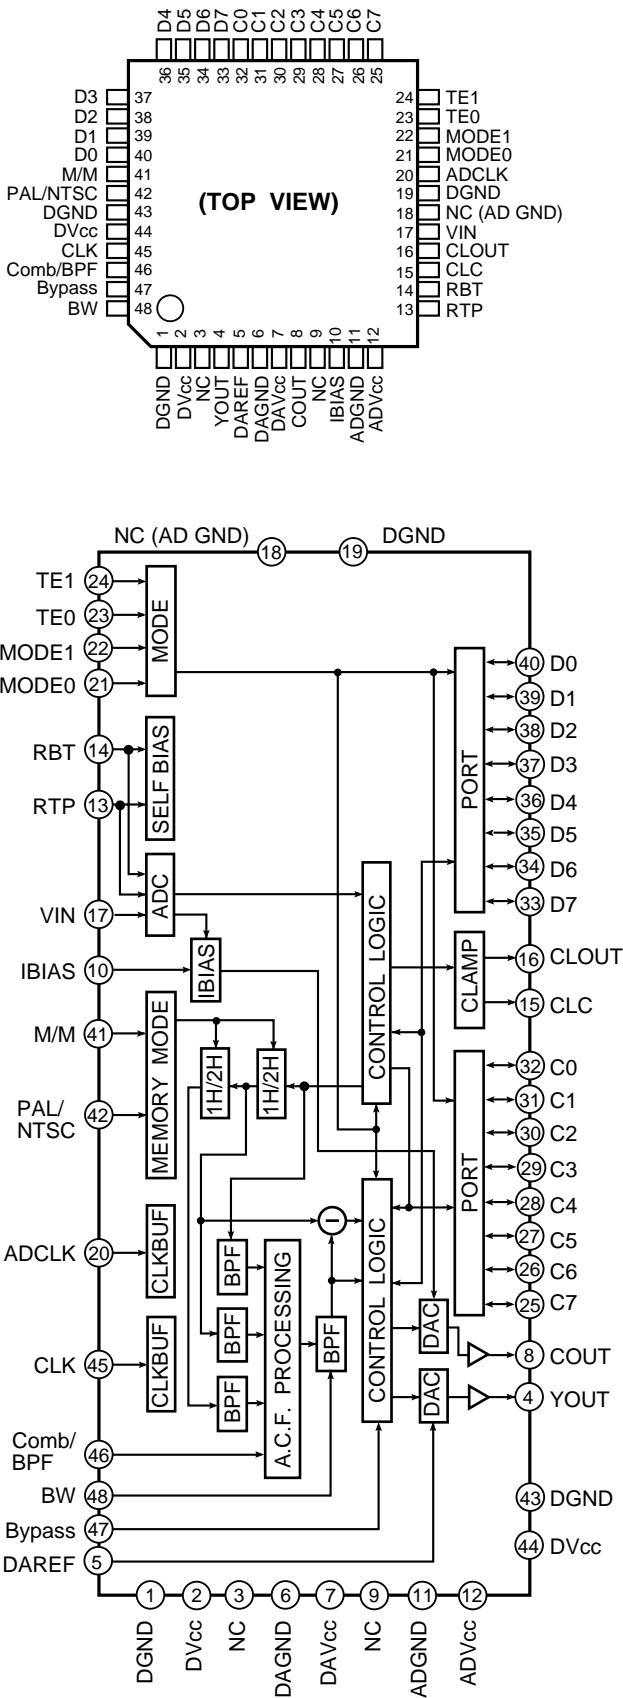 D4 D5 D6 D7 C0 C1 C2 C3 C4 C5 C6 C7
36 35 34 33 32 31 30 29 28 27 26 25
D3 37 24 TE1
D2 38 23 TE0
D1 39 22 MODE1
D0 40 21 MODE0
M/M 41 20 ADCLK
PAL/NTSC 42 (TOP VIEW) 19 DGND
DGND 43 18 NC (AD GND)
DVcc 44 17 VIN
CLK 45 16 CLOUT
Comb/BPF 46 15 CLC
Bypass 47 14 RBT
BW 48 13 RTP
1 2 3 4 5 6 7 8 9 10 11 12
DGND DVcc NC YOUT DAREF DAGND DAVcc COUT NC IBIAS ADGND ADVcc
NC (AD GND) 18 19 DGND
TE1 24
TE0 23
MODE1 22
MODE0 21
MODE
RBT 14
RTP 13
SELF BIAS
VIN 17
ADC
IBIAS 10
IBIAS
M/M 41
PAL/
NTSC
42
MEMORY MODE
1H/2H
1H/2H
ADCLK 20
CLKBUF
CLK 45
CLKBUF
BPF
BPF
BPF
A.C.F. PROCESSING
BPF
–
CONTROL LOGIC
CONTROL LOGIC
PORT
40 D0
39 D1
38 D2
37 D3
36 D4
35 D5
34 D6
33 D7
CLAMP
16 CLOUT
15 CLC
PORT
32 C0
31 C1
30 C2
29 C3
28 C4
27 C5
26 C6
25 C7
DAC
8 COUT
DAC
4 YOUT
Comb/
BPF
46
BW 48
Bypass 47
DAREF 5
43 DGND
44 DVcc
1 2 3 6 7 9 11 12
DGND DVcc NC DAGND DAVcc NC ADGND ADVcc